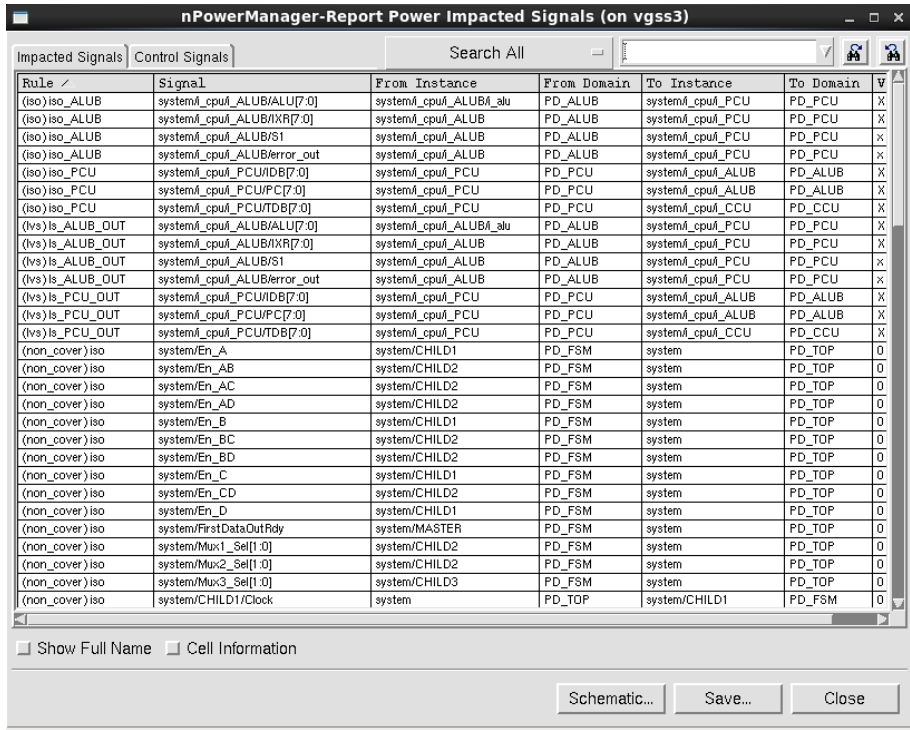 nPowerManager-Report Power Impacted Signals (on vgss3)
Impacted Signals Control Signals Search All
Rule Signal From Instance From Domain To Instance To Domain V
(iso)iso_ALUB system/i_cpu/i_ALUB/ALU[7:0] system/i_cpu/i_ALUB/i_alu PD_ALUB system/i_cpu/i_PCU PD_PCU X
(iso)iso_ALUB system/i_cpu/i_ALUB/IXR[7:0] system/i_cpu/i_ALUB PD_ALUB system/i_cpu/i_PCU PD_PCU X
(iso)iso_ALUB system/i_cpu/i_ALUB/S1 system/i_cpu/i_ALUB PD_ALUB system/i_cpu/i_PCU PD_PCU x
(iso)iso_ALUB system/i_cpu/i_ALUB/error_out system/i_cpu/i_ALUB PD_ALUB system/i_cpu/i_PCU PD_PCU x
(iso)iso_PCU system/i_cpu/i_PCU/IDB[7:0] system/i_cpu/i_PCU PD_PCU system/i_cpu/i_ALUB PD_ALUB X
(iso)iso_PCU system/i_cpu/i_PCU/PC[7:0] system/i_cpu/i_PCU PD_PCU system/i_cpu/i_ALUB PD_ALUB X
(iso)iso_PCU system/i_cpu/i_PCU/TDB[7:0] system/i_cpu/i_PCU PD_PCU system/i_cpu/i_CCU PD_CCU X
(lvs)ls_ALUB_OUT system/i_cpu/i_ALUB/ALU[7:0] system/i_cpu/i_ALUB/i_alu PD_ALUB system/i_cpu/i_PCU PD_PCU X
(lvs)ls_ALUB_OUT system/i_cpu/i_ALUB/IXR[7:0] system/i_cpu/i_ALUB PD_ALUB system/i_cpu/i_PCU PD_PCU X
(lvs)ls_ALUB_OUT system/i_cpu/i_ALUB/S1 system/i_cpu/i_ALUB PD_ALUB system/i_cpu/i_PCU PD_PCU x
(lvs)ls_ALUB_OUT system/i_cpu/i_ALUB/error_out system/i_cpu/i_ALUB PD_ALUB system/i_cpu/i_PCU PD_PCU x
(lvs)ls_PCU_OUT system/i_cpu/i_PCU/IDB[7:0] system/i_cpu/i_PCU PD_PCU system/i_cpu/i_ALUB PD_ALUB X
(lvs)ls_PCU_OUT system/i_cpu/i_PCU/PC[7:0] system/i_cpu/i_PCU PD_PCU system/i_cpu/i_ALUB PD_ALUB X
(lvs)ls_PCU_OUT system/i_cpu/i_PCU/TDB[7:0] system/i_cpu/i_PCU PD_PCU system/i_cpu/i_CCU PD_CCU X
(non_cover)iso system/En_A system/CHILD1 PD_FSM system PD_TOP 0
(non_cover)iso system/En_AB system/CHILD2 PD_FSM system PD_TOP 0
(non_cover)iso system/En_AC system/CHILD2 PD_FSM system PD_TOP 0
(non_cover)iso system/En_AD system/CHILD2 PD_FSM system PD_TOP 0
(non_cover)iso system/En_B system/CHILD1 PD_FSM system PD_TOP 0
(non_cover)iso system/En_BC system/CHILD2 PD_FSM system PD_TOP 0
(non_cover)iso system/En_BD system/CHILD2 PD_FSM system PD_TOP 0
(non_cover)iso system/En_C system/CHILD1 PD_FSM system PD_TOP 0
(non_cover)iso system/En_CD system/CHILD2 PD_FSM system PD_TOP 0
(non_cover)iso system/En_D system/CHILD1 PD_FSM system PD_TOP 0
(non_cover)iso system/FirstDataOutRdy system/MASTER PD_FSM system PD_TOP 0
(non_cover)iso system/Mux1_Sel[1:0] system/CHILD2 PD_FSM system PD_TOP 0
(non_cover)iso system/Mux2_Sel[1:0] system/CHILD2 PD_FSM system PD_TOP 0
(non_cover)iso system/Mux3_Sel[1:0] system/CHILD3 PD_FSM system PD_TOP 0
(non_cover)iso system/CHILD1/Clock system PD_TOP system/CHILD1 PD_FSM 0
Show Full Name Cell Information
Schematic... Save... Close